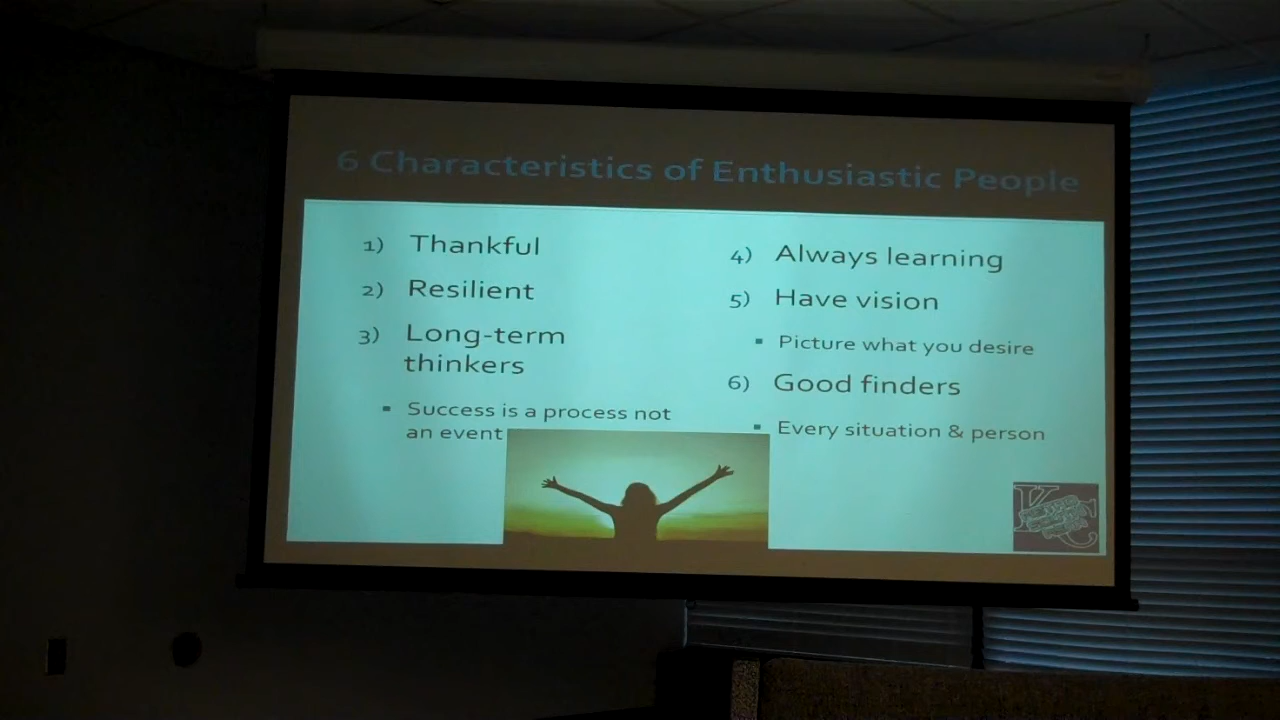 6 Characteristics of Enthusiastic People
1) Thankful
2) Resilient
3) Long-term
thinkers
▪ Success is a process not
an event
4) Always learning
5) Have vision
▪ Picture what you desire
6) Good finders
▪ Every situation & person
K
C